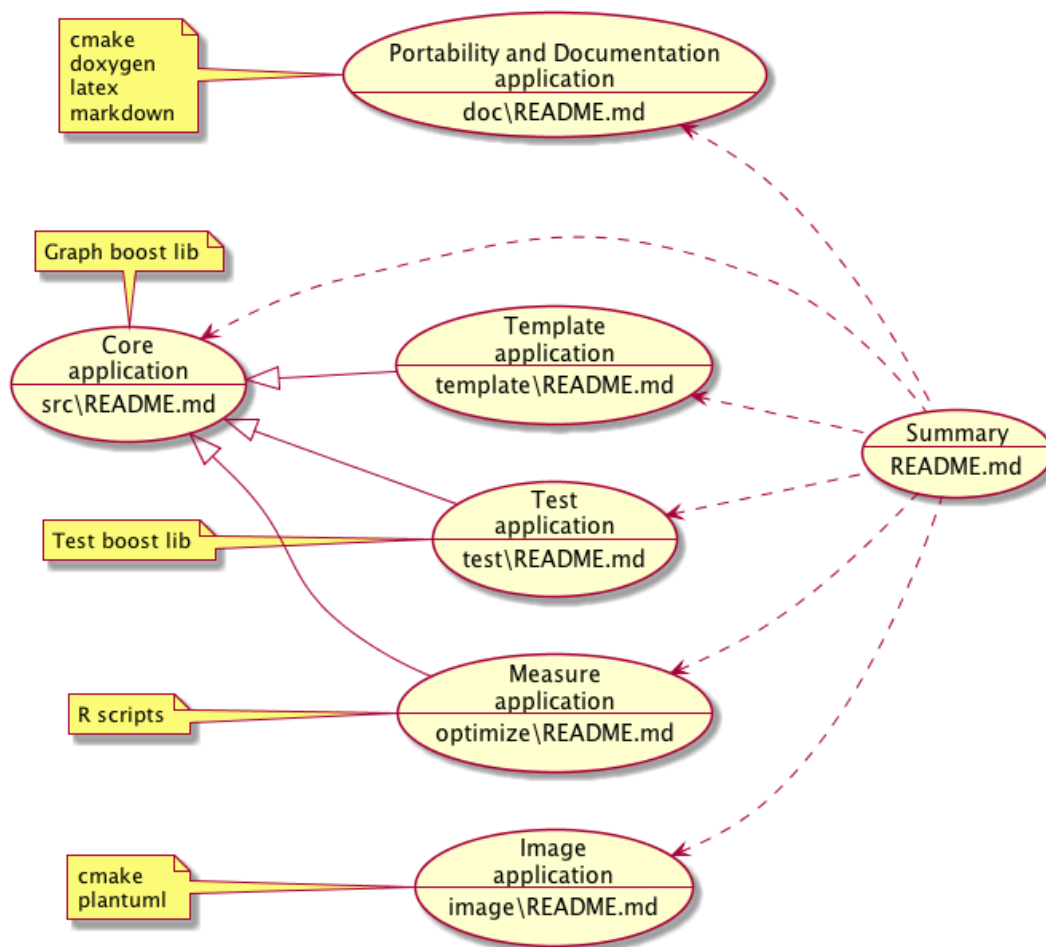 cmake
doxygen
latex
markdown
Portability and Documentation
application
doc\README.md
Graph boost lib
Core
application
src\README.md
Template
application
template\README.md
Summary
README.md
Test boost lib
Test
application
test\README.md
R scripts
Measure
application
optimize\README.md
cmake
plantuml
Image
application
image\README.md